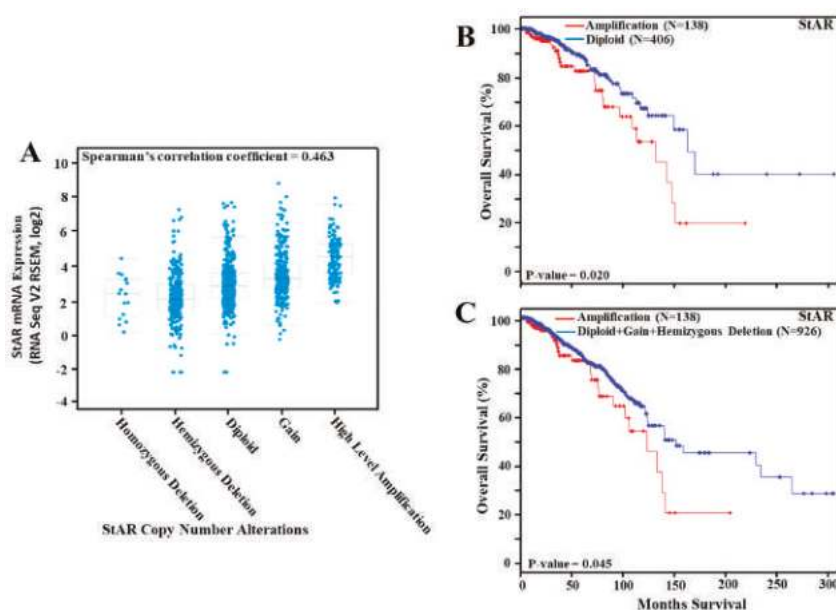 A
Spearman's correlation coefficient = 0.463
StAR mRNA Expression
(RNA Seq V2 RSEM, log2)
10
8
6
4
2
0
-2
-4
Homozygous Deletion
Hemizygous Deletion
Diploid
Gain
High Level Amplification
StAR Copy Number Alterations
B
StAR
Amplification (N=138)
Diploid (N=406)
Overall Survival (%)
100
80
60
40
20
0
P-value = 0.020
C
StAR
Amplification (N=138)
Diploid+Gain+Hemizygous Deletion (N=926)
Overall Survival (%)
100
80
60
40
20
0
P-value = 0.045
0 50 100 150 200 250 300
Months Survival